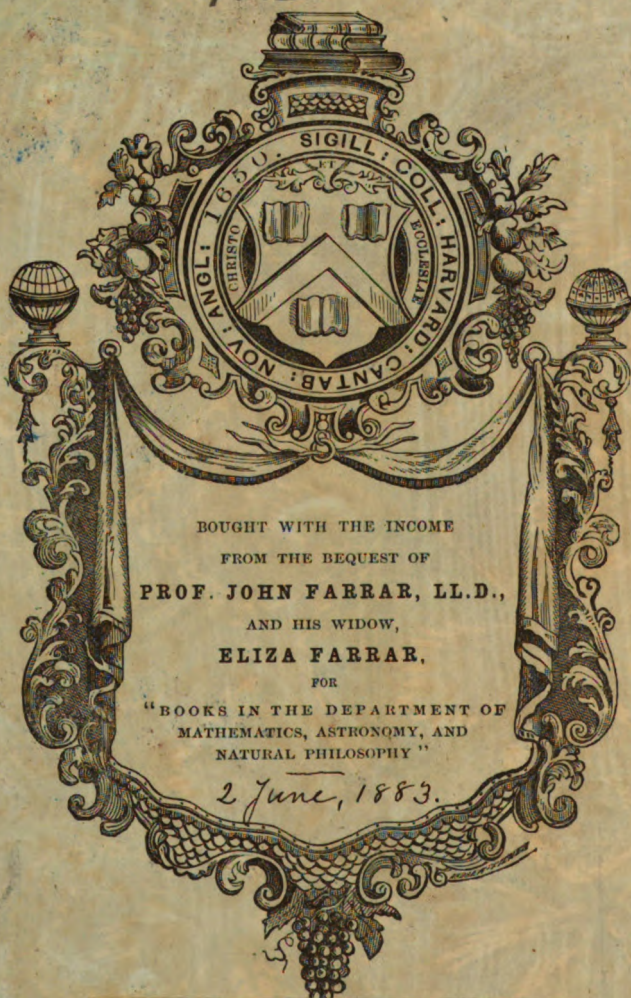 SIGILL: COLL: HARVARD: CANTAB: NOV: ANGL: 1650.
ET
CHRISTO
ECCLESIAE
BOUGHT WITH THE INCOME
FROM THE BEQUEST OF
PROF. JOHN FARRAR, LL.D.,
AND HIS WIDOW,
ELIZA FARRAR,
FOR
"BOOKS IN THE DEPARTMENT OF
MATHEMATICS, ASTRONOMY, AND
NATURAL PHILOSOPHY"
2 June, 1883.